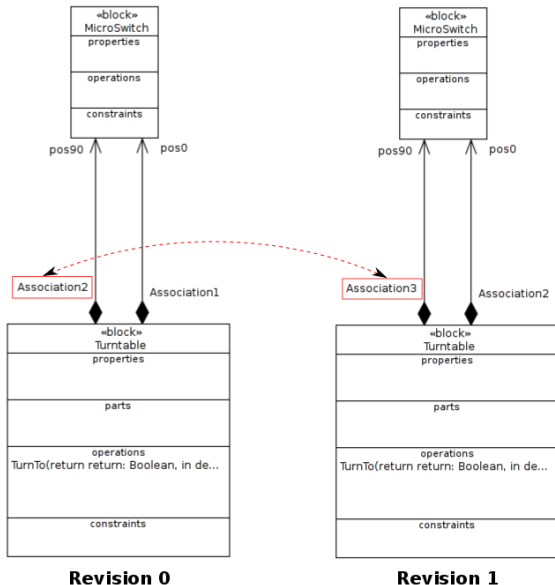 «block»
MicroSwitch
properties
operations
constraints
pos90
pos0
Association2
Association1
«block»
Turntable
properties
parts
operations
TurnTo(return return: Boolean, in de...
constraints
Revision 0
«block»
MicroSwitch
properties
operations
constraints
pos90
pos0
Association3
Association2
«block»
Turntable
properties
parts
operations
TurnTo(return return: Boolean, in de...
constraints
Revision 1